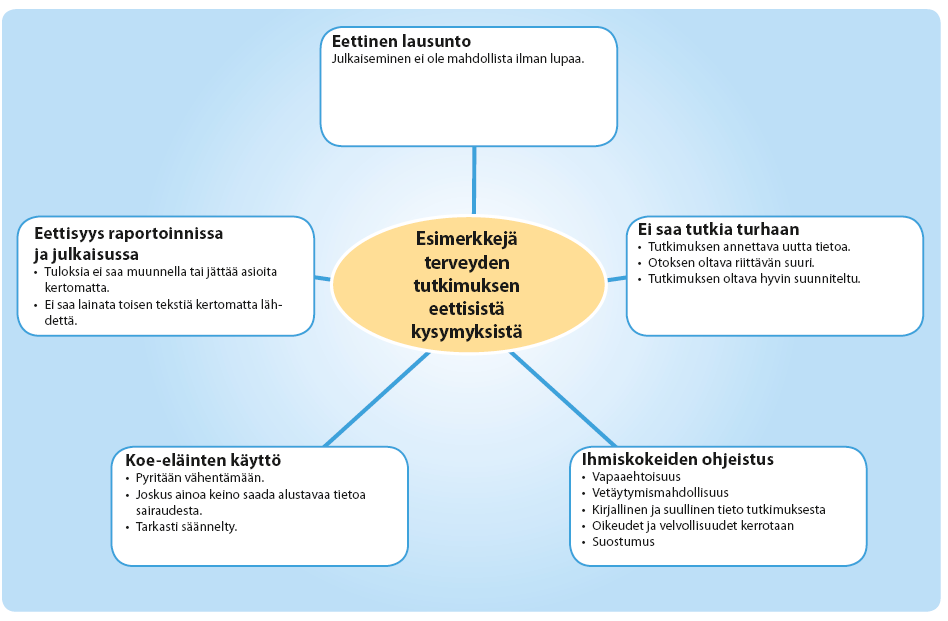 Eettinen lausunto
Julkaiseminen ei ole mahdollista ilman lupaa.
Eettisyys raportoinnissa
ja julkaisussa
• Tuloksia ei saa muunnella tai jättää asioita
kertomatta.
• Ei saa lainata toisen tekstiä kertomatta läh-
dettä.
Esimerkkejä
terveyden
tutkimuksen
eettisistä
kysymyksistä
Ei saa tutkia turhaan
• Tutkimuksen annettava uutta tietoa.
• Otoksen oltava riittävän suuri.
• Tutkimuksen oltava hyvin suunniteltu.
Koe-eläinten käyttö
• Pyritään vähentämään.
• Joskus ainoa keino saada alustavaa tietoa
sairaudesta.
• Tarkasti säännelty.
Ihmiskokeiden ohjeistus
• Vapaaehtoisuus
• Vetäytymismahdollisuus
• Kirjallinen ja suullinen tieto tutkimuksesta
• Oikeudet ja velvollisuudet kerrotaan
• Suostumus